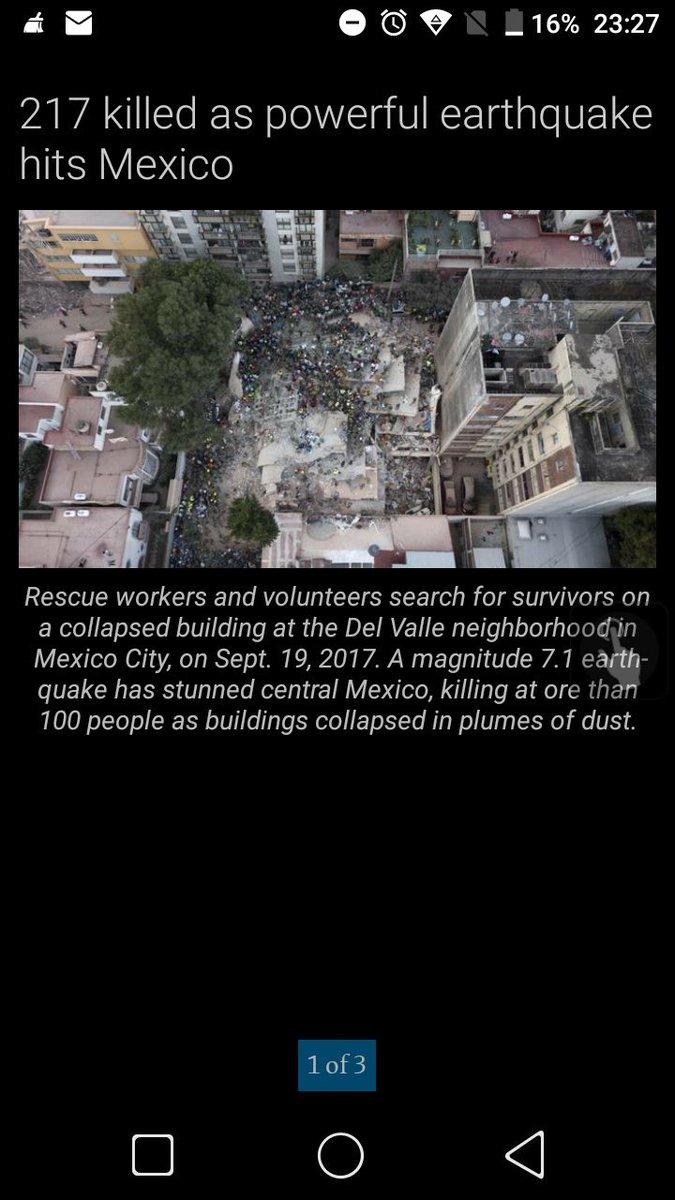 16% 23:27
217 killed as powerful earthquake
hits Mexico
Rescue workers and volunteers search for survivors on
a collapsed building at the Del Valle neighborhood in
Mexico City, on Sept. 19, 2017. A magnitude 7.1 earth-
quake has stunned central Mexico, killing at ore than
100 people as buildings collapsed in plumes of dust.
1 of 3